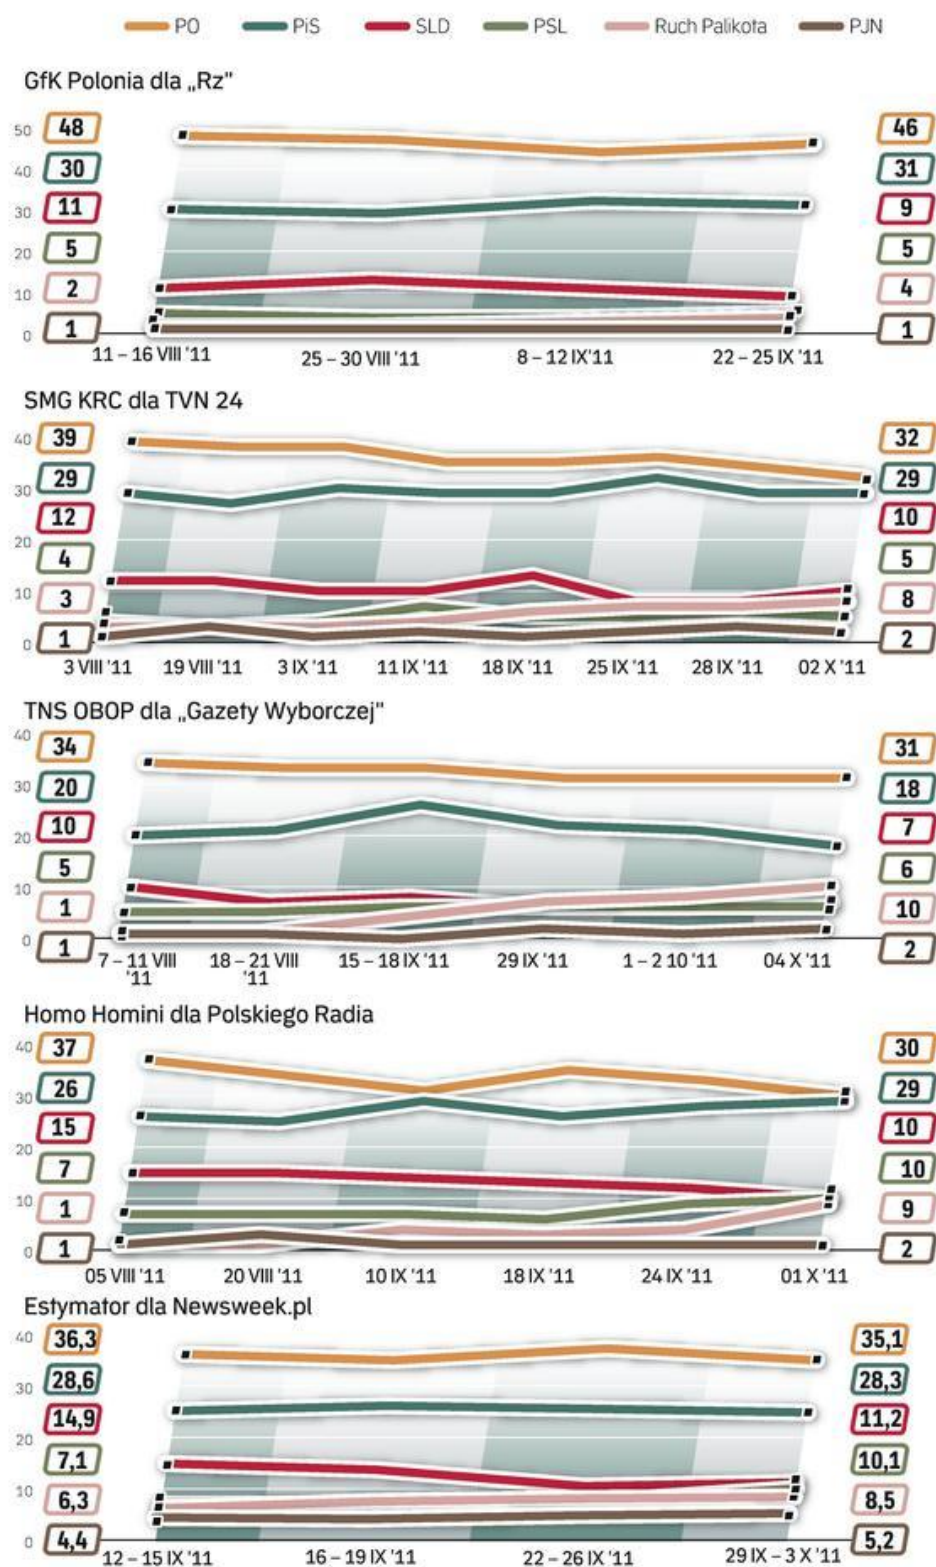 PO PiS SLD PSL Ruch Palikota PJN
GfK Polonia dla „Rz"
50 48 46
40 30 31
30 11 9
20 5 5
10 2 4
0 1 1
11 – 16 VIII '11 25 – 30 VIII '11 8 – 12 IX'11 22 – 25 IX '11
SMG KRC dla TVN 24
40 39 32
29 29
30 12 10
20 4 5
10 3 8
0 1 2
3 VIII '11 19 VIII '11 3 IX '11 11 IX '11 18 IX '11 25 IX '11 28 IX '11 02 X '11
TNS OBOP dla „Gazety Wyborczej"
40 34 31
30 20 18
20 10 7
5 6
10 1 10
0 1 2
7 – 11 VIII '11 18 – 21 VIII '11 15 – 18 IX '11 29 IX '11 1 – 2 10 '11 04 X '11
Homo Homini dla Polskiego Radia
40 37 30
30 26 29
15 10
20 7 10
10 1 9
0 1 2
05 VIII '11 20 VIII '11 10 IX '11 18 IX '11 24 IX '11 01 X '11
Estymator dla Newsweek.pl
40 36,3 35,1
30 28,6 28,3
14,9 11,2
20 7,1 10,1
10 6,3 8,5
0 4,4 5,2
12 – 15 IX '11 16 – 19 IX '11 22 – 26 IX '11 29 IX – 3 X '11